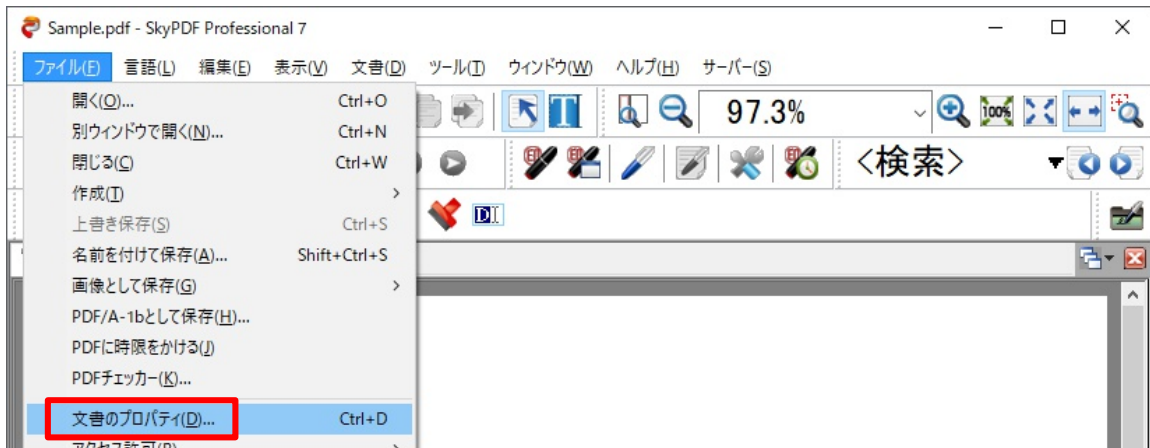 Sample.pdf - SkyPDF Professional 7
ファイル(F) 言語(L) 編集(E) 表示(V) 文書(D) ツール(T) ウィンドウ(W) ヘルプ(H) サーバー(S)
開く(O)... Ctrl+O
97.3%
100%
別ウィンドウで開く(N)... Ctrl+N
閉じる(C) Ctrl+W
<検索>
作成(T)
上書き保存(S) Ctrl+S
名前を付けて保存(A)... Shift+Ctrl+S
画像として保存(G)
PDF/A-1bとして保存(H)...
PDFに時限をかける(J)
PDFチェッカー(K)...
文書のプロパティ(D)... Ctrl+D